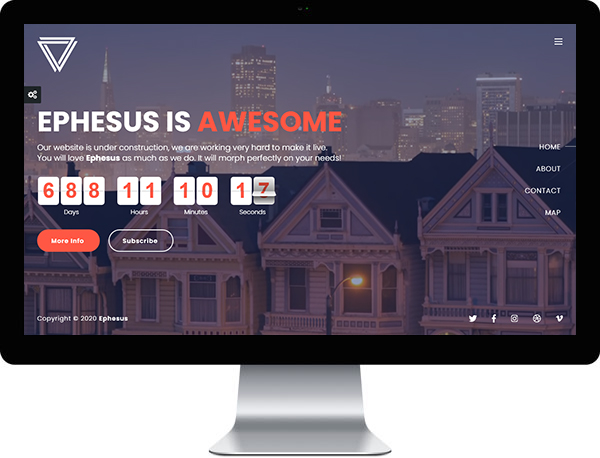 EPHESUS IS AWESOME
Our website is under construction, we are working very hard to make it live.
You will love Ephesus as much as we do. It will morph perfectly on your needs!
HOME
ABOUT
CONTACT
MAP
688 11 10 17
Days Hours Minutes Seconds
More Info Subscribe
Copyright © 2020 Ephesus